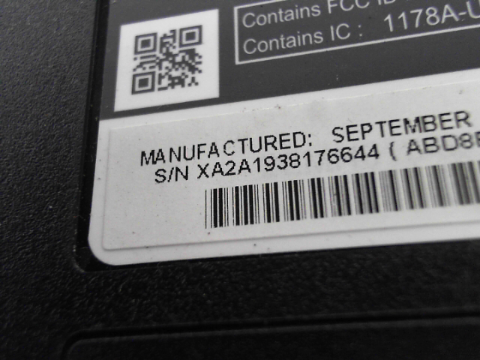 Contains FCC ID
Contains IC : 1178A-U
MANUFACTURED: SEPTEMBER
S/N XA2A1938176644 ( ABD8